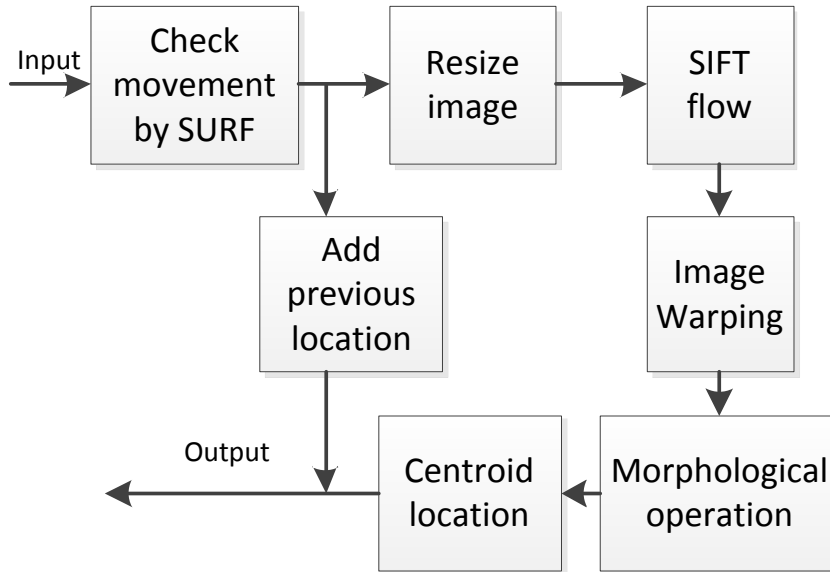 Input
Check
movement
by SURF
Resize
image
SIFT
flow
Add
previous
location
Image
Warping
Output
Centroid
location
Morphological
operation